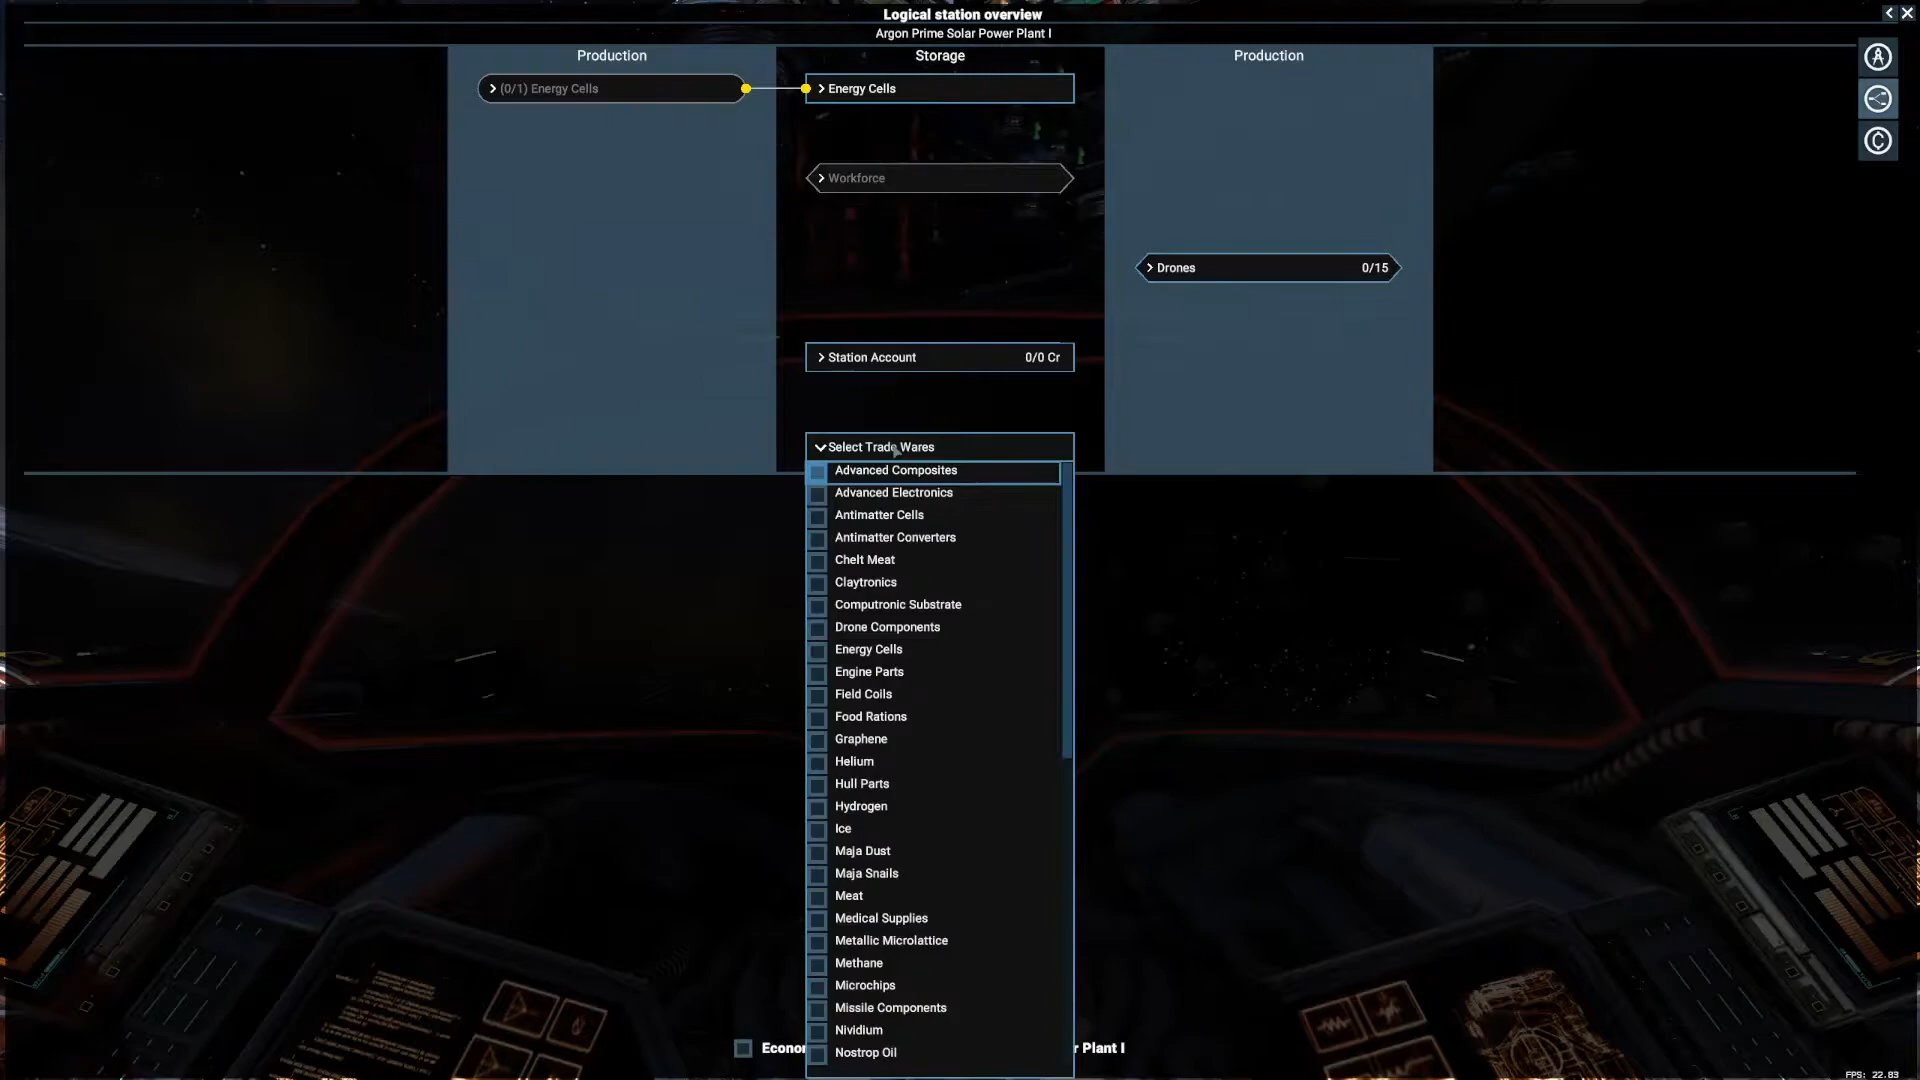 Logical station overview
Argon Prime Solar Power Plant I
Production
Storage
Production
(0/1) Energy Cells
Energy Cells
Workforce
Drones 0/15
Station Account 0/0 Cr
Select Trade Wares
Advanced Composites
Advanced Electronics
Antimatter Cells
Antimatter Converters
Chelt Meat
Claytronics
Computronic Substrate
Drone Components
Energy Cells
Engine Parts
Field Coils
Food Rations
Graphene
Helium
Hull Parts
Hydrogen
Ice
Maja Dust
Maja Snails
Meat
Medical Supplies
Metallic Microlattice
Methane
Microchips
Missile Components
Nividium
Nostrop Oil
Econo
r Plant I
FPS: 22.83